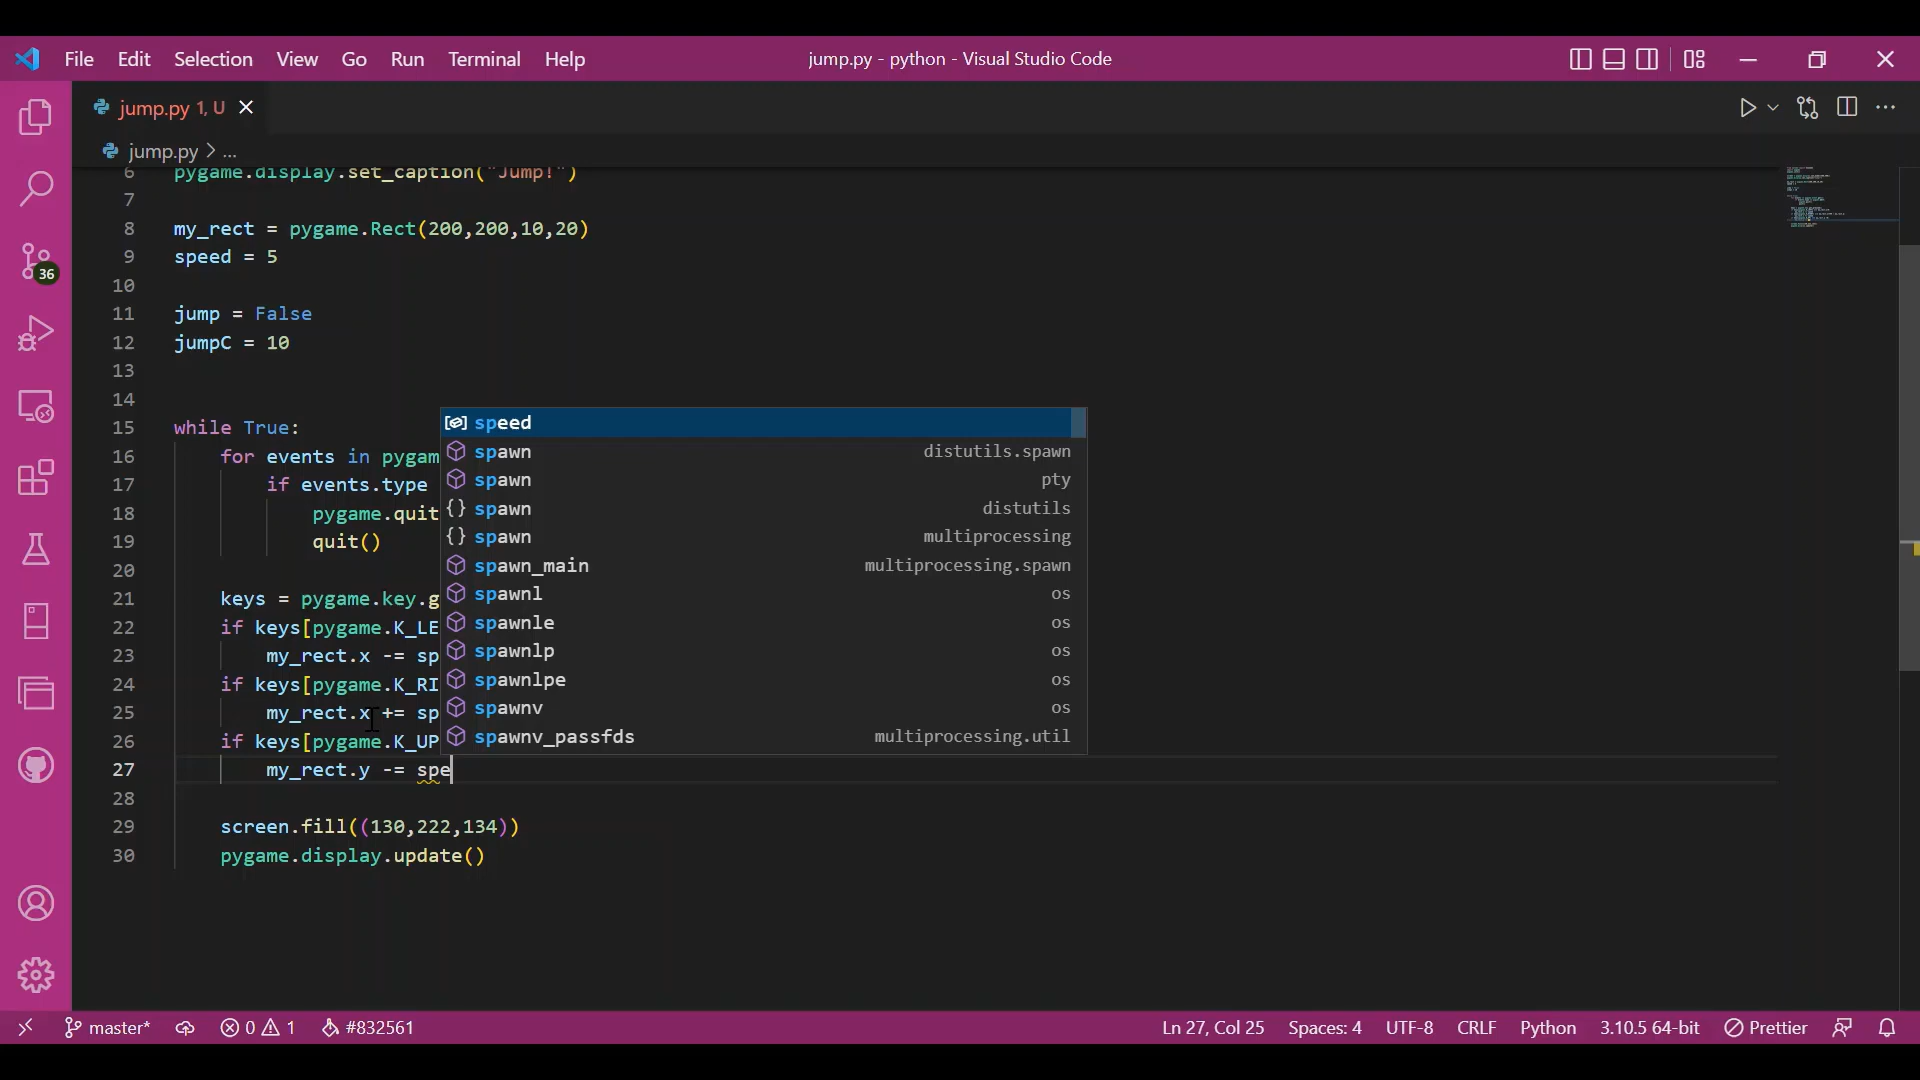 File Edit Selection View Go Run Terminal Help jump.py - python - Visual Studio Code
jump.py 1, U
jump.py > ...
6 pygame.display.set_caption("Jump!")
7
8 my_rect = pygame.Rect(200,200,10,20)
9 speed = 5
10
11 jump = False
12 jumpC = 10
13
14
15 while True:
16 for events in pygam
17 if events.type
18 pygame.quit
19 quit()
20
21 keys = pygame.key.g
22 if keys[pygame.K_LE
23 my_rect.x -= sp
24 if keys[pygame.K_RI
25 my_rect.x += sp
26 if keys[pygame.K_UP
27 my_rect.y -= spe
28
29 screen.fill((130,222,134))
30 pygame.display.update()
speed
spawn distutils.spawn
spawn pty
{} spawn distutils
{} spawn multiprocessing
spawn_main multiprocessing.spawn
spawnl os
spawnle os
spawnlp os
spawnlpe os
spawnv os
spawnv_passfds multiprocessing.util
36
master* 0 1 #832561 Ln 27, Col 25 Spaces: 4 UTF-8 CRLF Python 3.10.5 64-bit Prettier